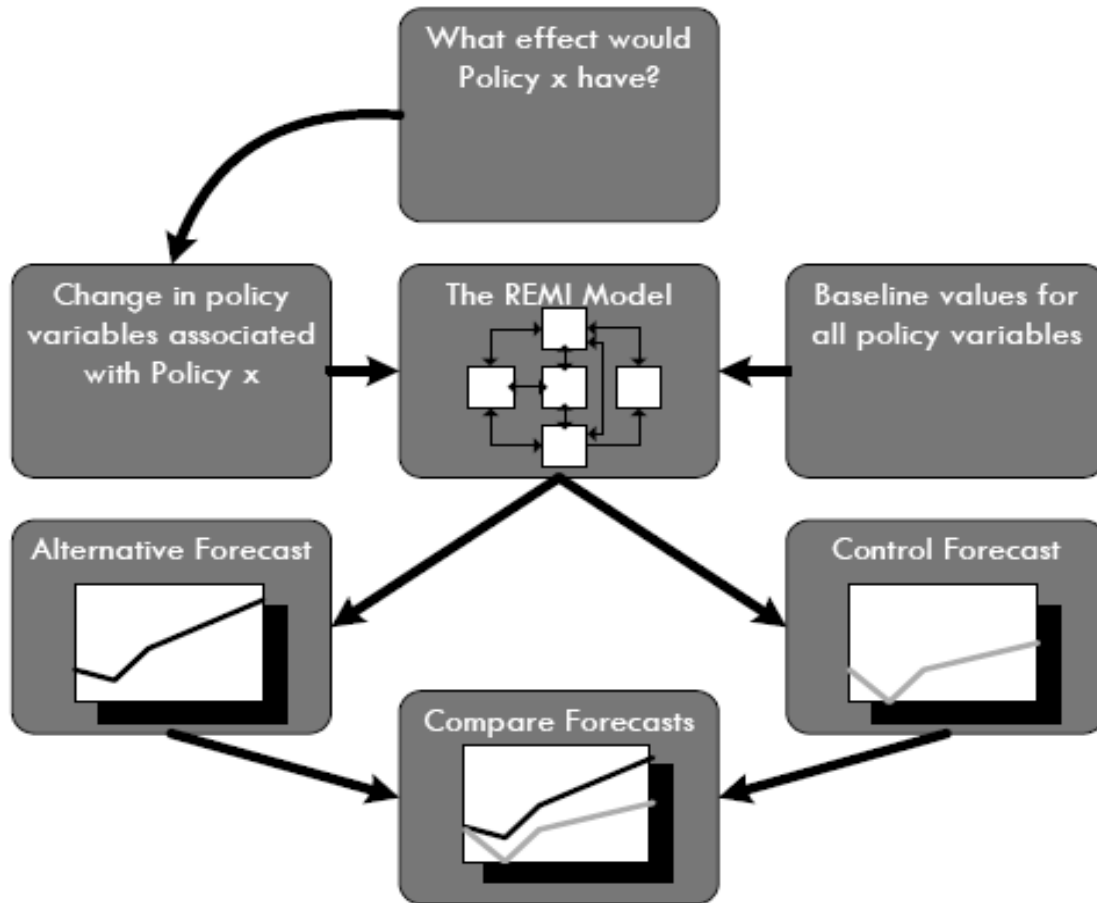 What effect would
Policy x have?
Change in policy
variables associated
with Policy x
The REMI Model
Baseline values for
all policy variables
Alternative Forecast
Control Forecast
Compare Forecasts